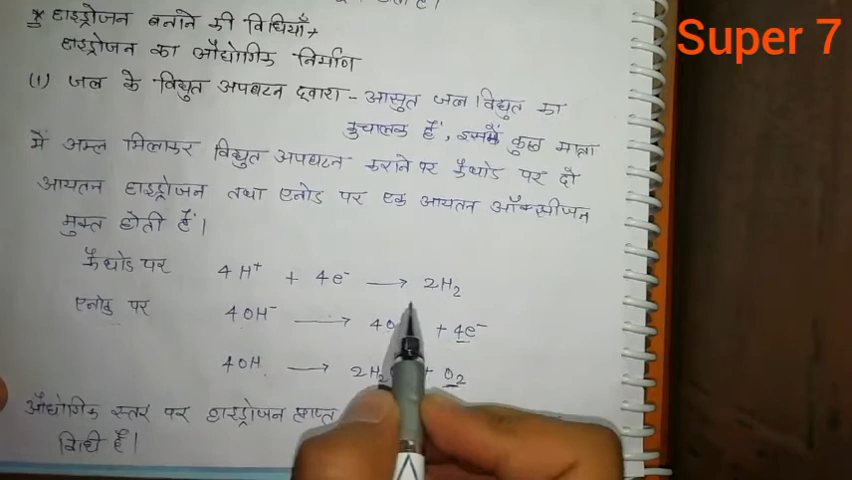 Super 7
* हाइड्रोजन बनाने की विधियाँ→
हाइड्रोजन का औद्योगिक निर्माण
(1) जल के विद्युत अपघटन द्वारा - आसुत जल विद्युत का
कुचालक हैं, इसमें कुछ मात्रा
में अम्ल मिलाकर विद्युत अपघटन कराने पर कैथोड पर दो
आयतन हाइड्रोजन तथा एनोड पर एक आयतन ऑक्सीजन
मुक्त होती हैं।
कैथोड पर 4H⁺ + 4e⁻ → 2H₂
एनोड पर 4OH⁻ → 4O + 4e⁻
4OH → 2H₂ + O₂
औद्योगिक स्तर पर हाइड्रोजन प्राप्त
विधी हैं।